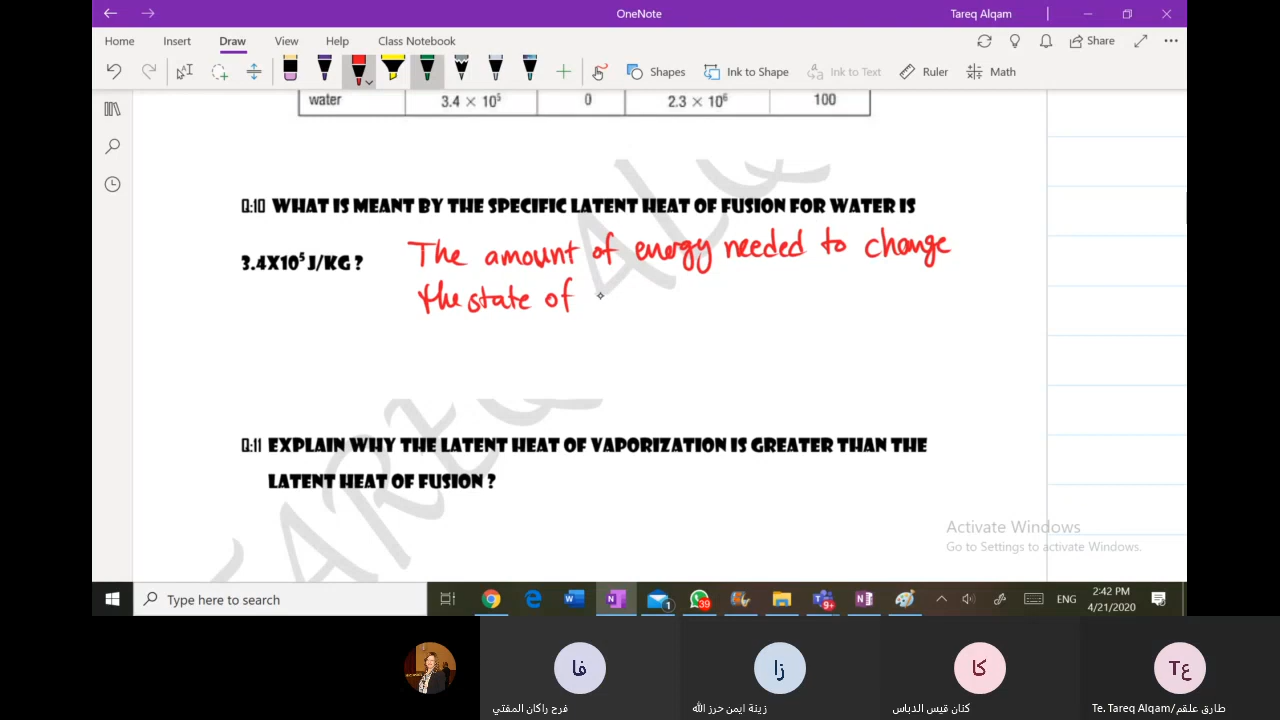 OneNote
Tareq Alqam
Home Insert Draw View Help Class Notebook
Share
Shapes Ink to Shape Ink to Text Ruler Math
water 3.4 × 10⁵ 0 2.3 × 10⁶ 100
Q:10 WHAT IS MEANT BY THE SPECIFIC LATENT HEAT OF FUSION FOR WATER IS
3.4X10⁵ J/KG ?
The amount of energy needed to change
the state of
Q:11 EXPLAIN WHY THE LATENT HEAT OF VAPORIZATION IS GREATER THAN THE
LATENT HEAT OF FUSION ?
TAREQ ALQ
Activate Windows
Go to Settings to activate Windows.
Type here to search
1
39
9+
ENG
2:42 PM
4/21/2020
فا
زا
كا
Tع
فرح راكان المفتي
زينة ايمن حرز الله
كنان قيس الدباس
Te. Tareq Alqam/طارق علقم